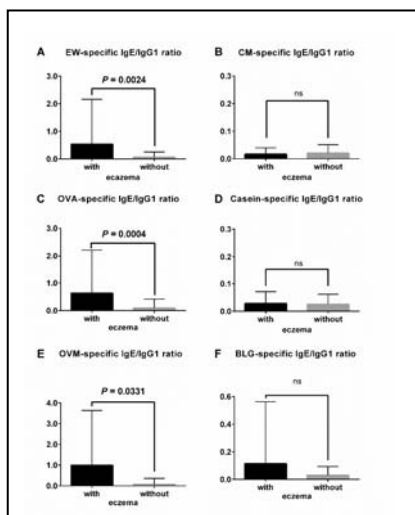 A EW-specific IgE/IgG1 ratio
P = 0.0024
3.0
2.0
1.0
0.0
with without
ecazema
B CM-specific IgE/IgG1 ratio
ns
0.3
0.2
0.1
0.0
with without
eczema
C OVA-specific IgE/IgG1 ratio
P = 0.0004
3.0
2.0
1.0
0.0
with without
eczema
D Casein-specific IgE/IgG1 ratio
ns
0.3
0.2
0.1
0.0
with without
eczema
E OVM-specific IgE/IgG1 ratio
P = 0.0331
4.0
3.0
2.0
1.0
0.0
with without
eczema
F BLG-specific IgE/IgG1 ratio
ns
0.6
0.4
0.2
0.0
with without
eczema